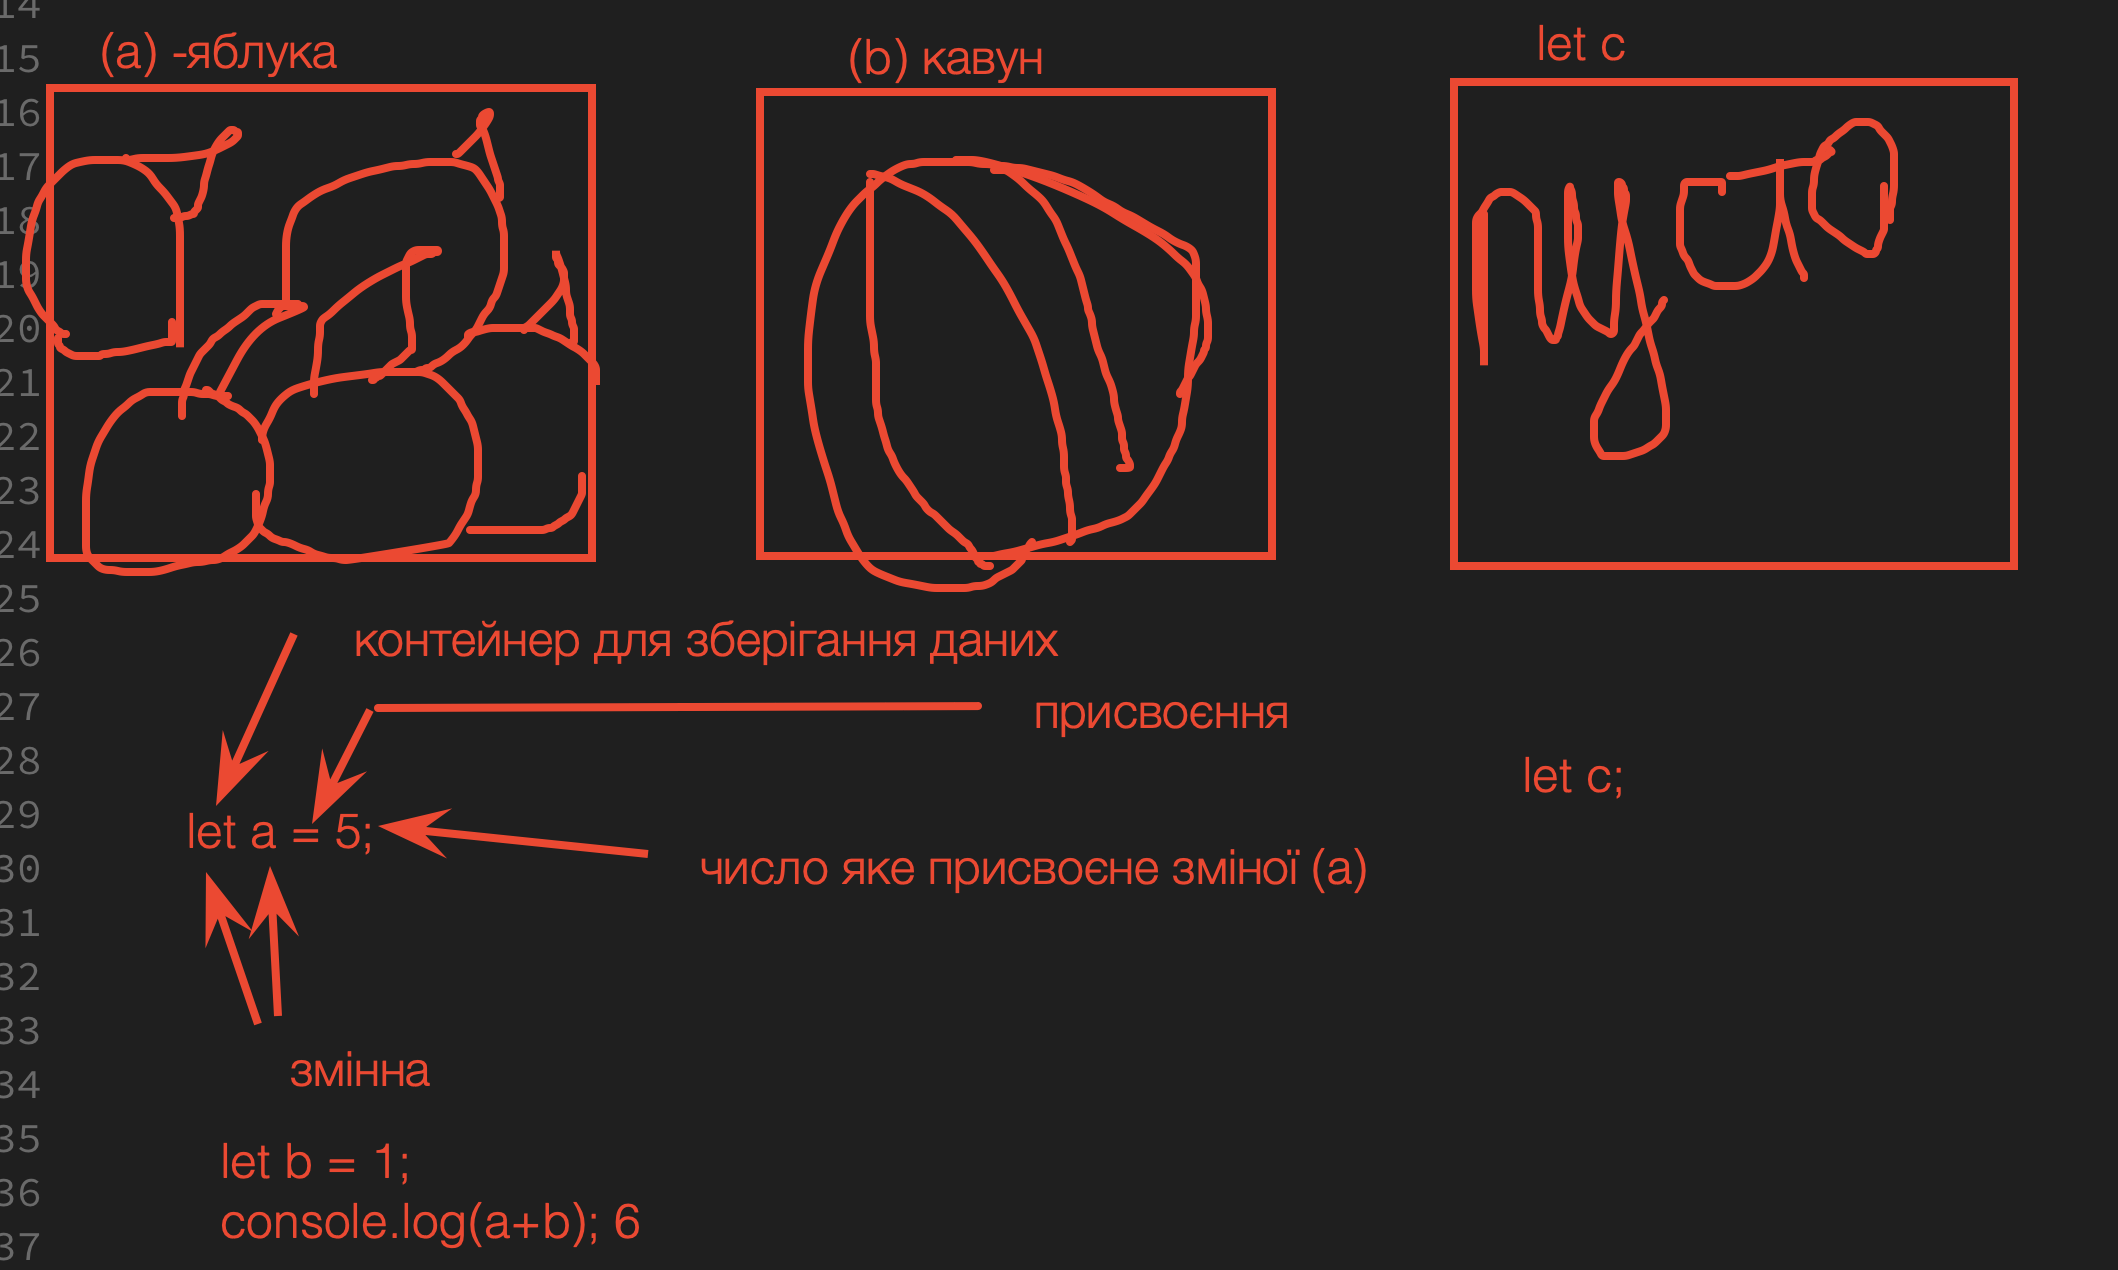 14
15
16
17
18
19
20
21
22
23
24
25
26
27
28
29
30
31
32
33
34
35
36
37
(a) -яблука
(b) кавун
let c
пусто
контейнер для зберігання даних
присвоєння
let c;
let a = 5;
число яке присвоєне зміної (а)
змінна
let b = 1;
console.log(a+b); 6